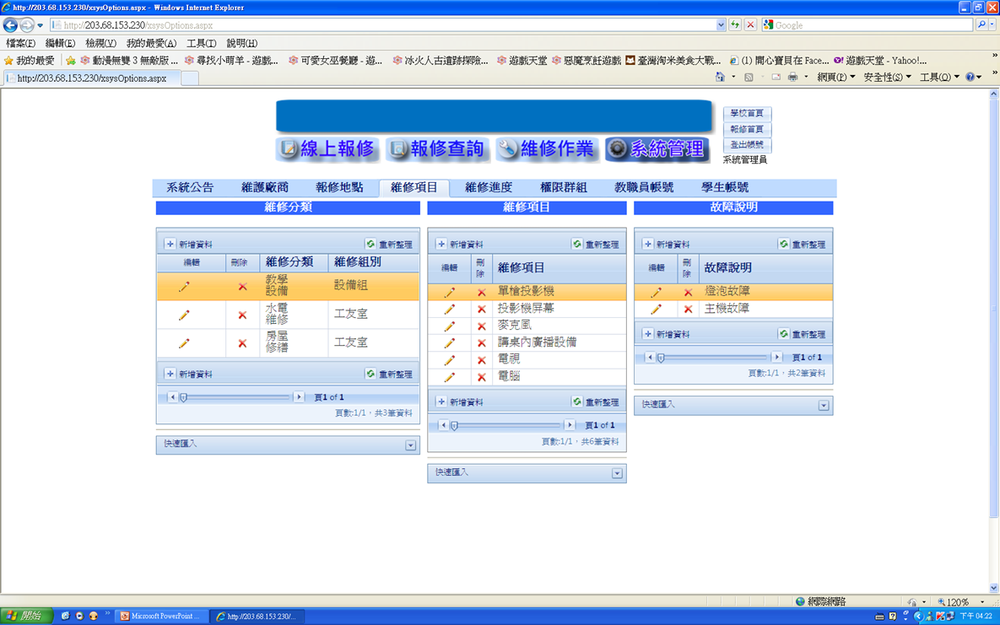 http://203.68.153.230/xsysOptions.aspx - Windows Internet Explorer
http://203.68.153.230/xsysOptions.aspx
Google
檔案(F) 編輯(E) 檢視(V) 我的最愛(A) 工具(T) 說明(H)
我的最愛 動漫無雙 3 無敵版... 尋找小萌羊 - 遊戲... 可愛女巫餐廳 - 遊... 冰火人古遺跡探險... 遊戲天堂 惡魔烹飪遊戲 臺灣淘米美食大戰... (1) 開心寶貝在 Face... 遊戲天堂 - Yahoo!...
http://203.68.153.230/xsysOptions.aspx
網頁(P) 安全性(S) 工具(O)
線上報修 報修查詢 維修作業 系統管理
學校首頁
報修首頁
登出帳號
系統管理員
系統公告 維護廠商 報修地點 維修項目 維修進度 權限群組 教職員帳號 學生帳號
維修分類
新增資料 重新整理
編輯 刪除 維修分類 維修組別
教學
設備
設備組
水電
維修
工友室
房屋
修繕
工友室
新增資料 重新整理
頁1 of 1
頁數:1/1，共3筆資料
快速匯入
維修項目
新增資料 重新整理
編輯 刪除 維修項目
單槍投影機
投影機屏幕
麥克風
講桌內廣播設備
電視
電腦
新增資料 重新整理
頁1 of 1
頁數:1/1，共6筆資料
快速匯入
故障說明
新增資料 重新整理
編輯 刪除 故障說明
燈泡故障
主機故障
新增資料 重新整理
頁1 of 1
頁數:1/1，共2筆資料
快速匯入
網際網路 120%
開始 Microsoft PowerPoint ... http://203.68.153.230/... 下午 04:22